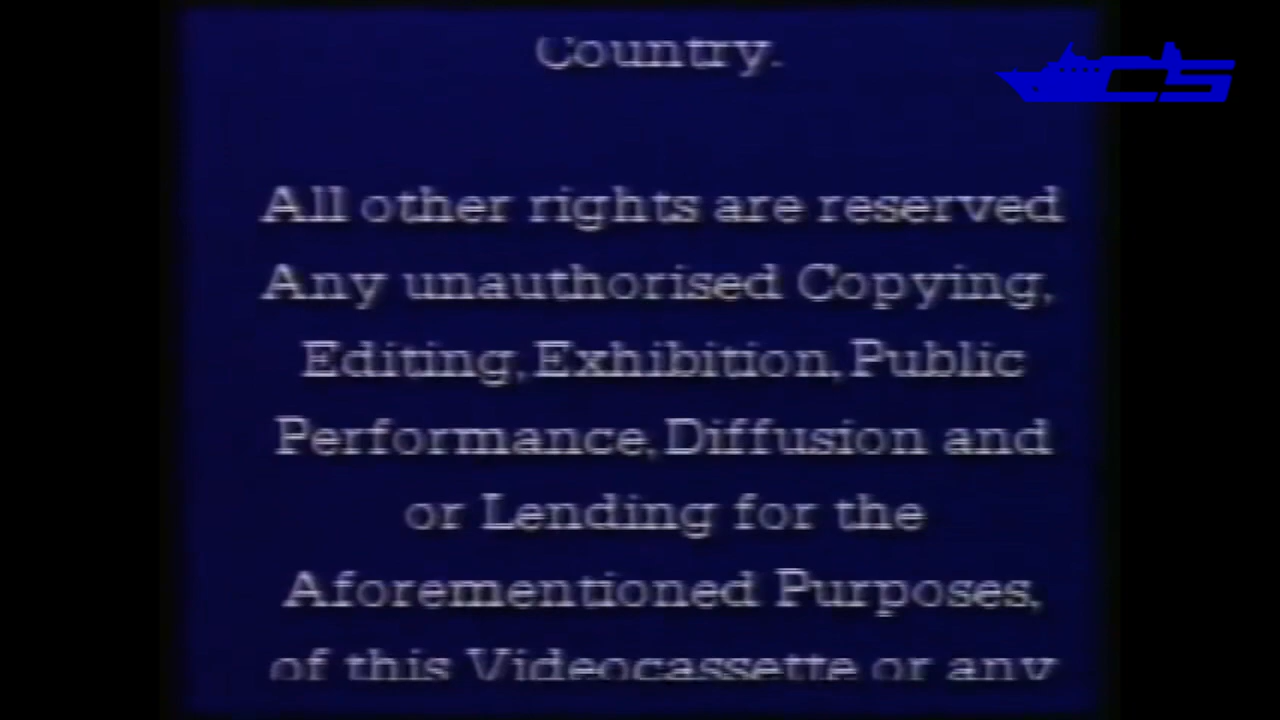 Country.
CS
All other rights are reserved
Any unauthorised Copying,
Editing, Exhibition, Public
Performance, Diffusion and
or Lending for the
Aforementioned Purposes,
of this Videocassette or any